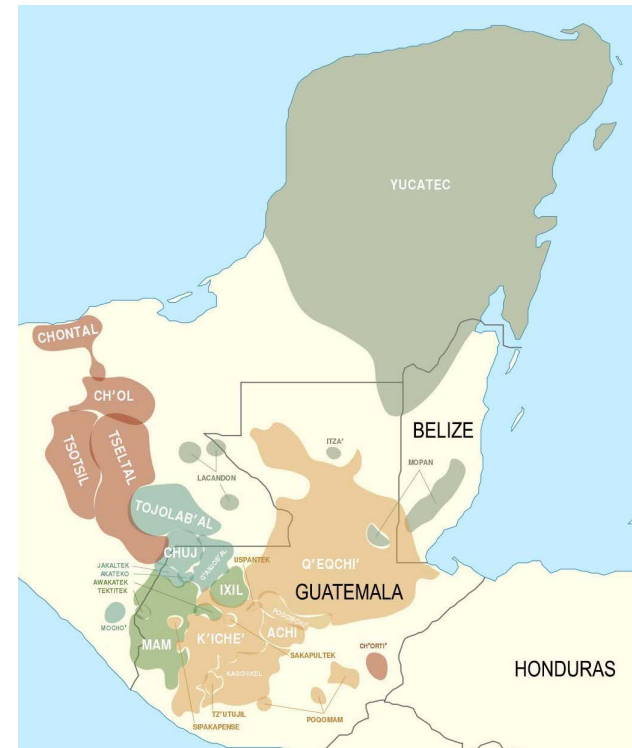 YUCATEC
CHONTAL
CH'OL
TSOTSIL
TSELTAL
BELIZE
ITZA'
MOPAN
LACANDON
TOJOLAB'AL
CHUJ
Q'ANJOB'AL
USPANTEK
Q'EQCHI'
GUATEMALA
JAKALTEK
AKATEKO
AWAKATEK
TEKTITEK
IXIL
POQOMCHI'
MOCHO'
MAM
K'ICHE'
ACHI
SAKAPULTEK
CH'ORTI'
HONDURAS
KAQCHIKEL
TZ'UTUJIL
SIPAKAPENSE
POQOMAM